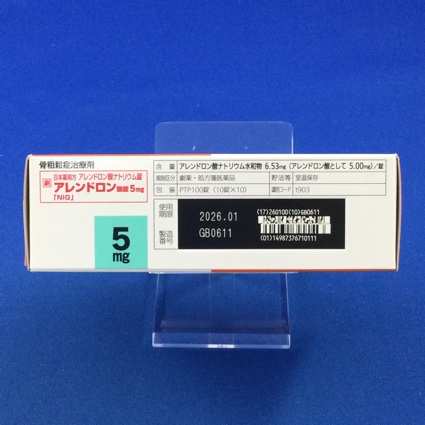 骨粗鬆症治療剤
日本薬局方 アレンドロン酸ナトリウム錠
劇 アレンドロン酸錠5mg
「NIG」
5
mg
含量 アレンドロン酸ナトリウム水和物 6.53mg (アレンドロン酸として 5.00mg)/錠
規制区分 劇薬・処方箋医薬品 貯法等 室温保存
包装 PTP100錠 (10錠×10) 識別コード t903
使用
期限 2026.01
製造
番号 GB0611
(17)260100(10)GB0611
(01)14987376710111